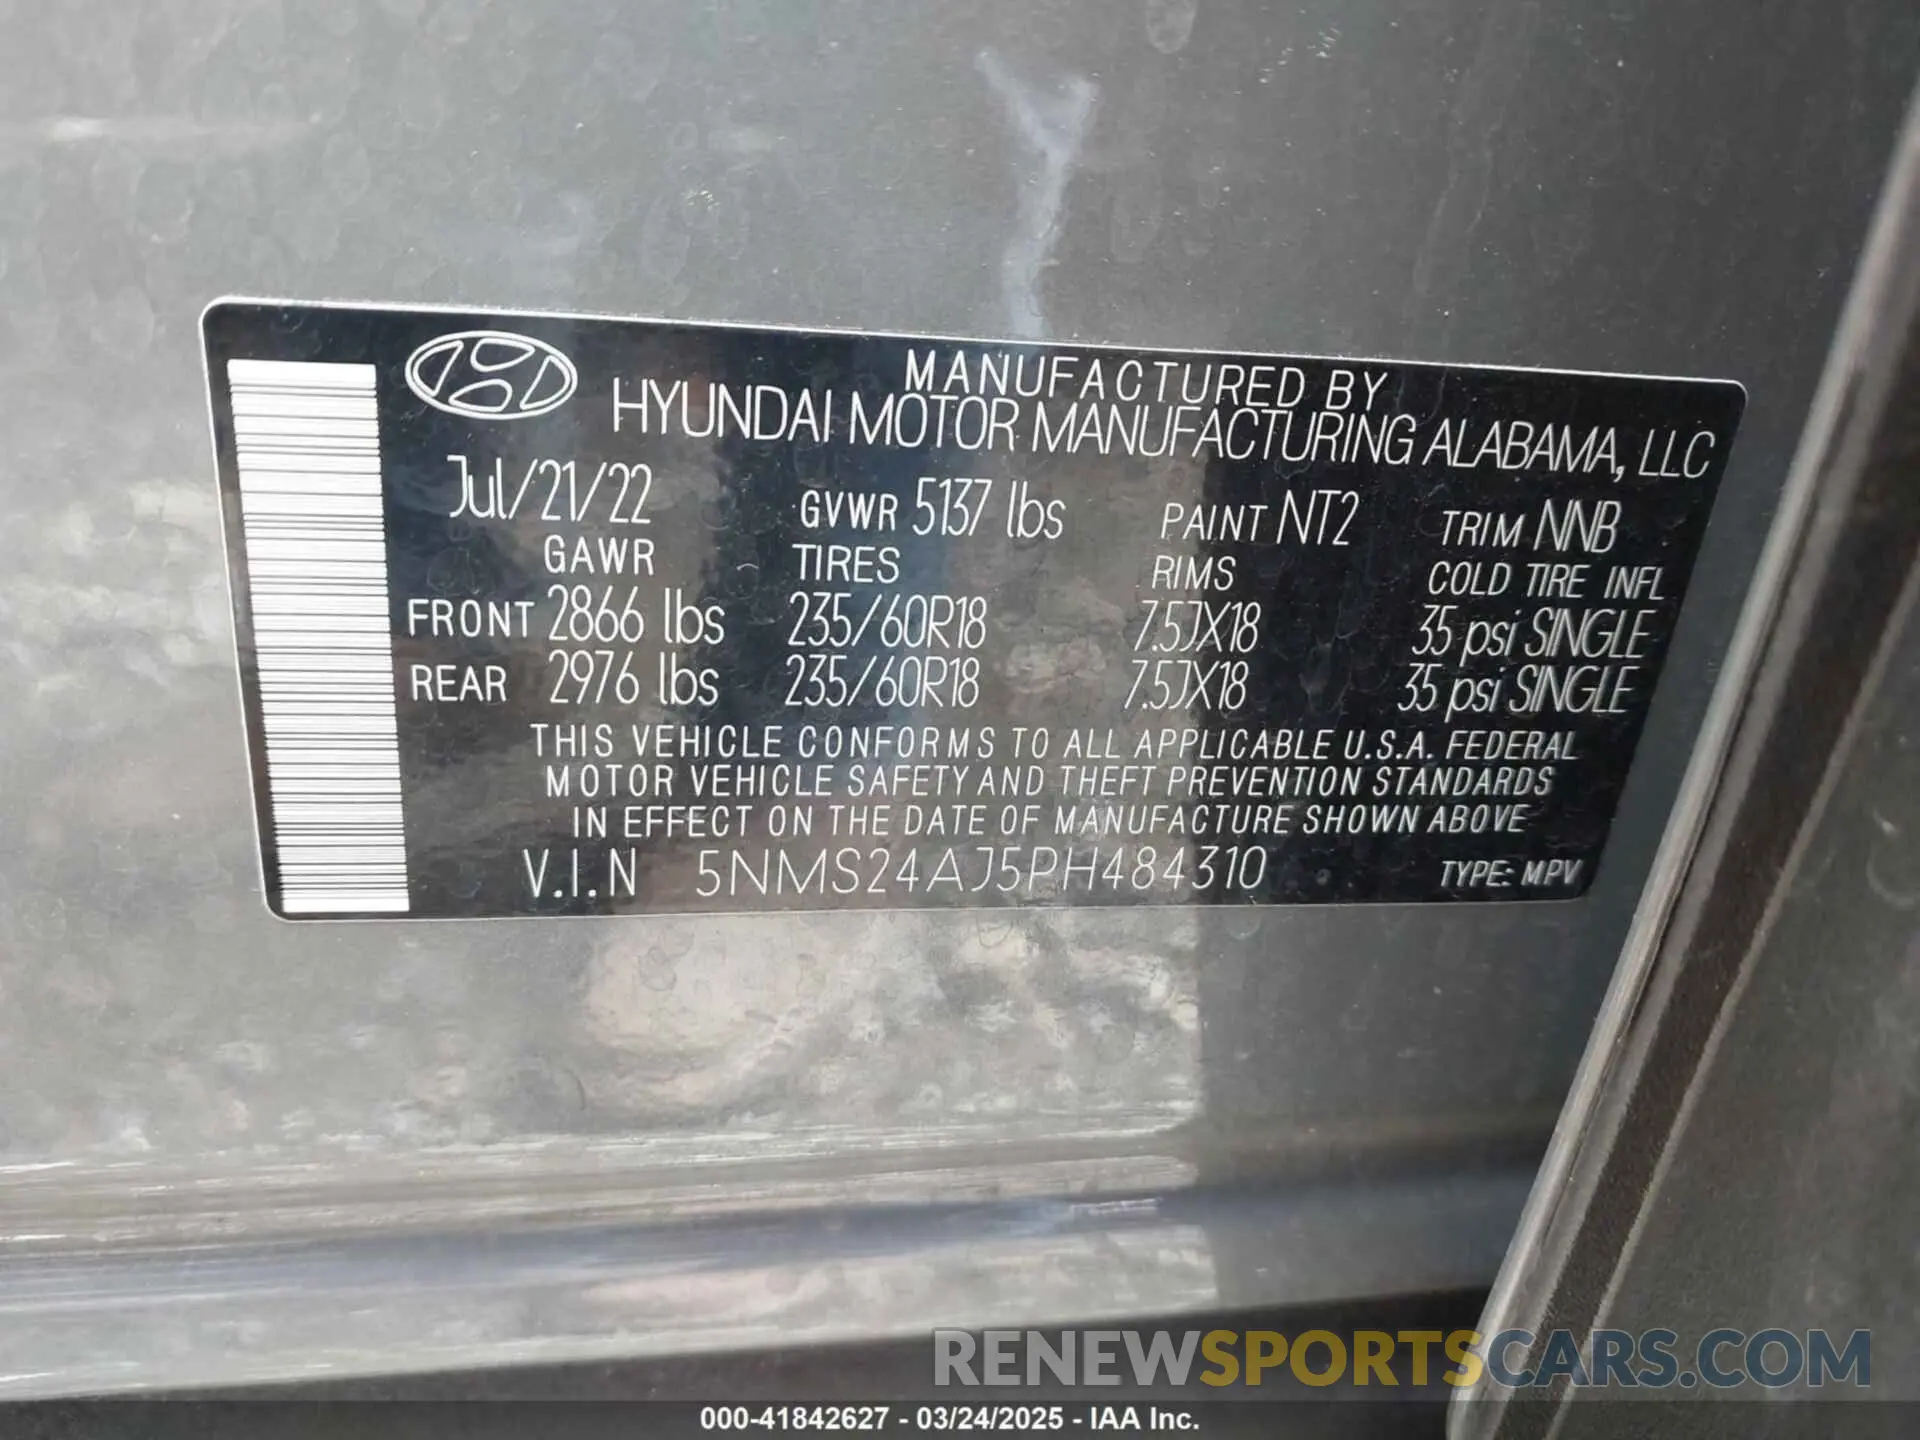 MANUFACTURED BY
HYUNDAI MOTOR MANUFACTURING ALABAMA, LLC
Jul/21/22 GVWR 5137 lbs PAINT NT2 TRIM NNB
GAWR TIRES RIMS COLD TIRE INFL
FRONT 2866 lbs 235/60R18 7.5JX18 35 psi SINGLE
REAR 2976 lbs 235/60R18 7.5JX18 35 psi SINGLE
THIS VEHICLE CONFORMS TO ALL APPLICABLE U.S.A. FEDERAL
MOTOR VEHICLE SAFETY AND THEFT PREVENTION STANDARDS
IN EFFECT ON THE DATE OF MANUFACTURE SHOWN ABOVE
V.I.N 5NMS24AJ5PH484310 TYPE: MPV
RENEWSPORTSCARS.COM
000-41842627 - 03/24/2025 - IAA Inc.